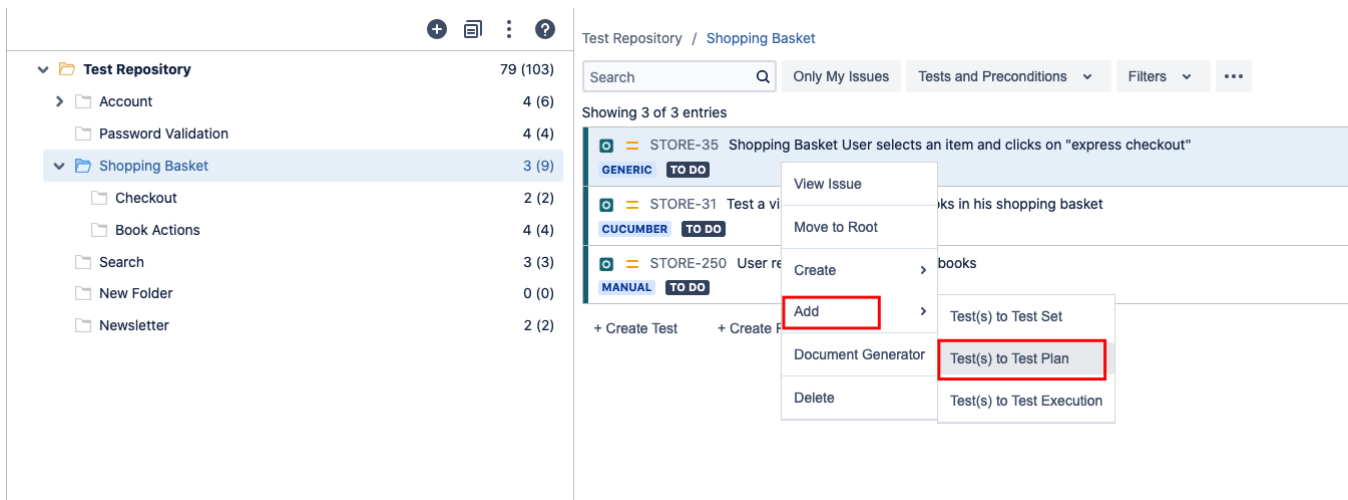 Test Repository 79 (103)
Account 4 (6)
Password Validation 4 (4)
Shopping Basket 3 (9)
Checkout 2 (2)
Book Actions 4 (4)
Search 3 (3)
New Folder 0 (0)
Newsletter 2 (2)
Test Repository / Shopping Basket
Search Only My Issues Tests and Preconditions Filters
Showing 3 of 3 entries
STORE-35 Shopping Basket User selects an item and clicks on "express checkout"
GENERIC TO DO
STORE-31 Test a in his shopping basket
CUCUMBER TO DO
STORE-250 User books
MANUAL TO DO
+ Create Test + Create
View Issue
Move to Root
Create
Add
Document Generator
Delete
Test(s) to Test Set
Test(s) to Test Plan
Test(s) to Test Execution